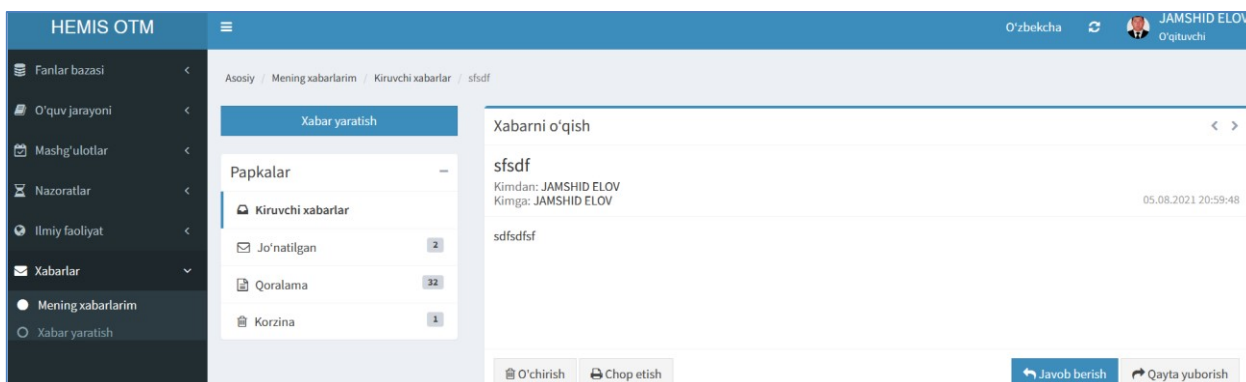 HEMIS OTM
O'zbekcha
JAMSHID ELOV
O'qituvchi
Fanlar bazasi
O'quv jarayoni
Mashg'ulotlar
Nazoratlar
Ilmiy faoliyat
Xabarlar
Mening xabarlarim
Xabar yaratish
Asosiy / Mening xabarlarim / Kiruvchi xabarlar / sfsdf
Xabar yaratish
Papkalar
Kiruvchi xabarlar
Jo'natilgan 2
Qoralama 32
Korzina 1
Xabarni o'qish
sfsdf
Kimdan: JAMSHID ELOV
Kimga: JAMSHID ELOV 05.08.2021 20:59:48
sdfsdfsf
O'chirish Chop etish Javob berish Qayta yuborish